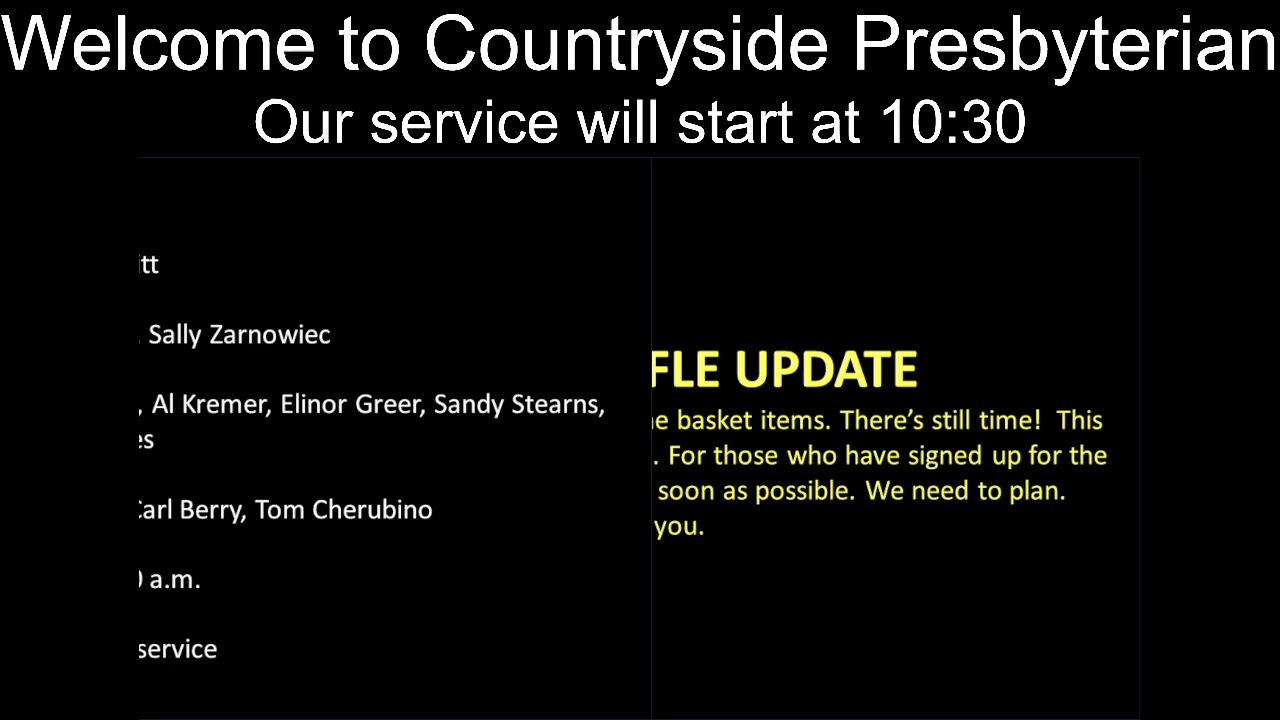 Welcome to Countryside Presbyterian
Our service will start at 10:30
itt
. Sally Zarnowiec
, Al Kremer, Elinor Greer, Sandy Stearns,
es
Carl Berry, Tom Cherubino
a.m.
service
FLE UPDATE
e basket items. There’s still time! This
. For those who have signed up for the
soon as possible. We need to plan.
you.